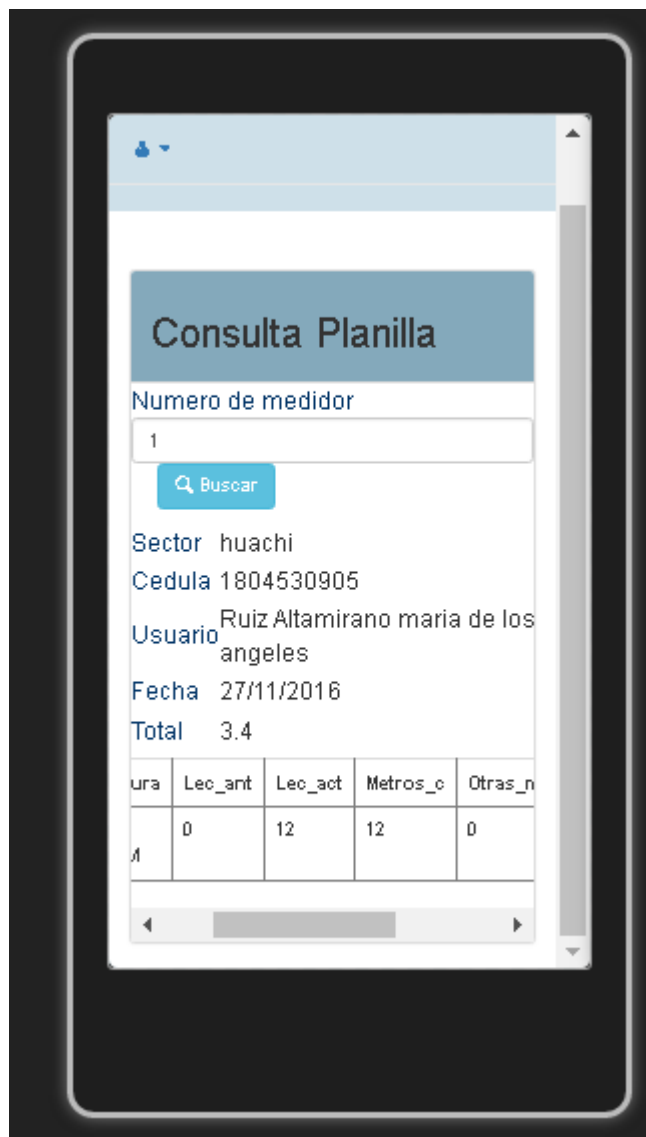 Consulta Planilla
Numero de medidor
1
Buscar
Sector huachi
Cedula 1804530905
Usuario Ruiz Altamirano maria de los
angeles
Fecha 27/11/2016
Total 3.4
ura Lec_ant Lec_act Metros_c Otras_n
0 12 12 0